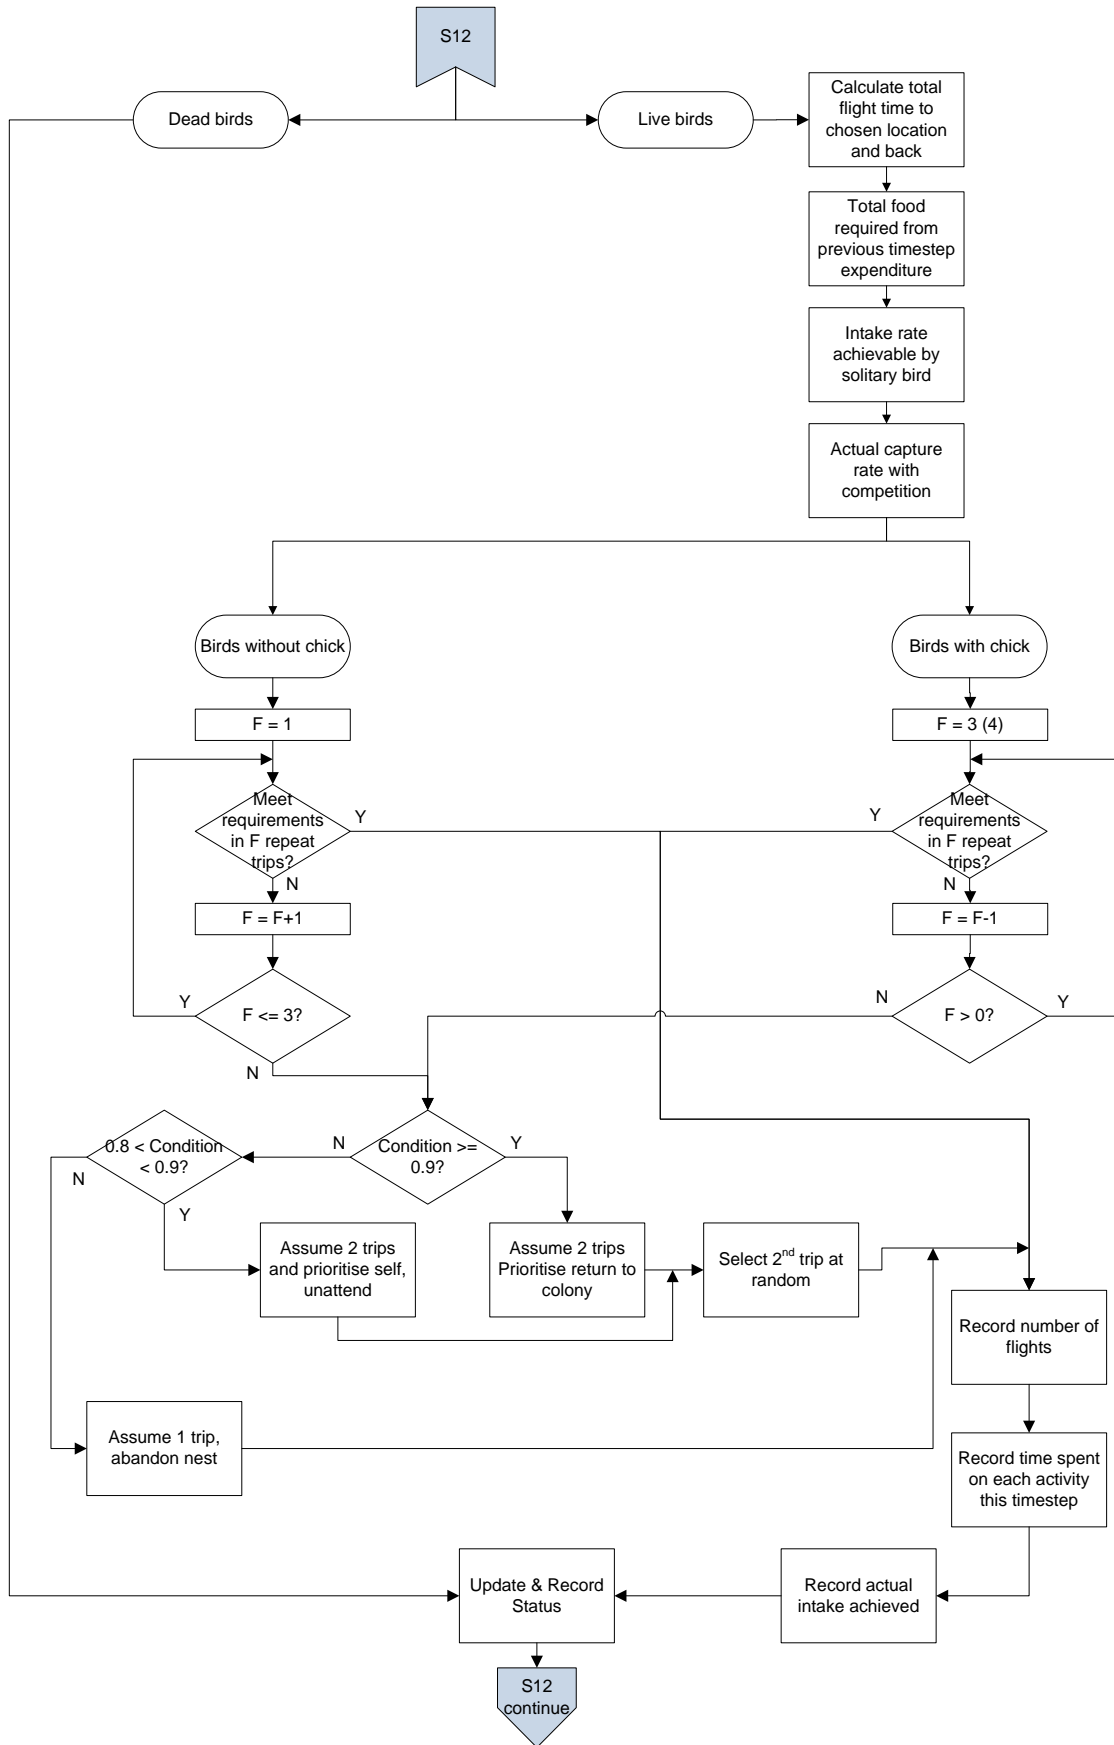 S12
Dead birds
Live birds
Calculate total
flight time to
chosen location
and back
Total food
required from
previous timestep
expenditure
Intake rate
achievable by
solitary bird
Actual capture
rate with
competition
Birds without chick
Birds with chick
F = 1
F = 3 (4)
Meet
requirements
in F repeat
trips?
Y
N
Y
Meet
requirements
in F repeat
trips?
N
F = F+1
F = F-1
Y
F <= 3?
N
N
F > 0?
Y
0.8 < Condition
< 0.9?
N
Y
N
Condition >=
0.9?
Y
Assume 2 trips
and prioritise self,
unattend
Assume 2 trips
Prioritise return to
colony
Select 2nd trip at
random
Record number of
flights
Assume 1 trip,
abandon nest
Record time spent
on each activity
this timestep
Update & Record
Status
Record actual
intake achieved
S12
continue